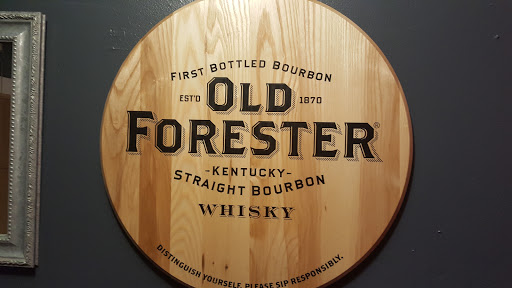 FIRST BOTTLED BOURBON
EST'D 1870
OLD
FORESTER
-KENTUCKY-
STRAIGHT BOURBON
WHISKY
DISTINGUISH YOURSELF. PLEASE SIP RESPONSIBLY.